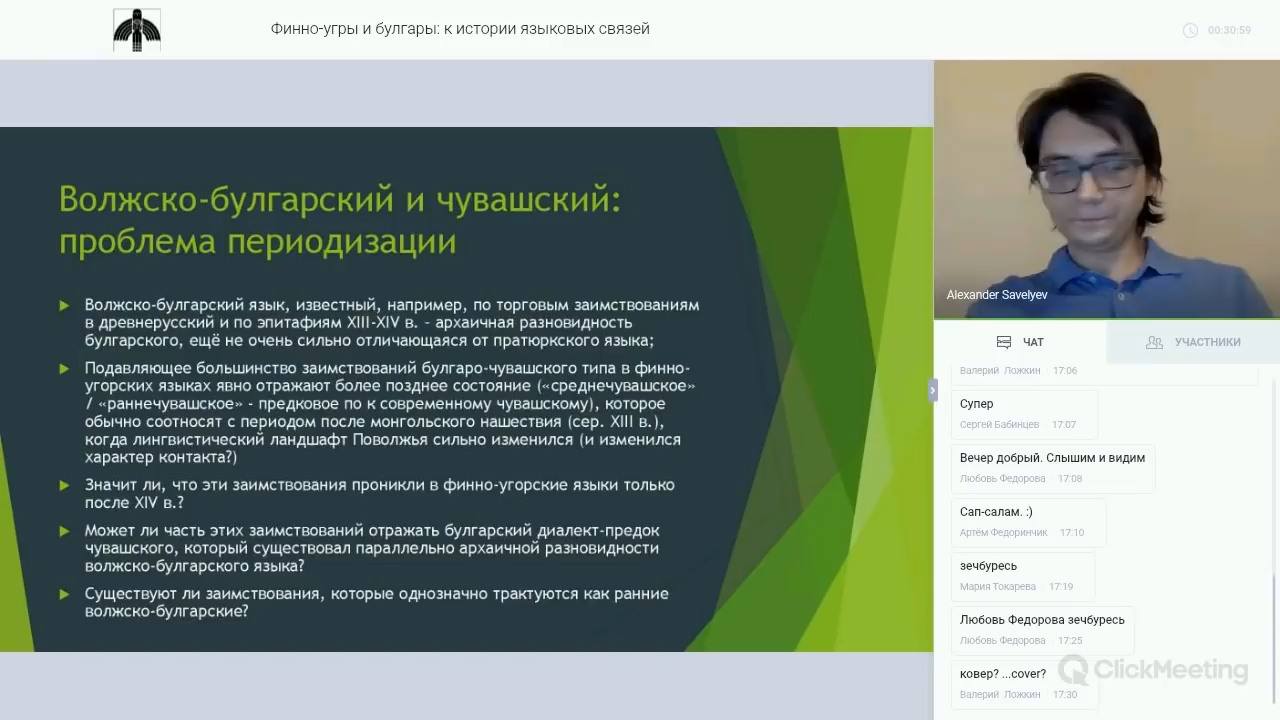 Финно-угры и булгары: к истории языковых связей
00:30:59
Волжско-булгарский и чувашский:
проблема периодизации
Волжско-булгарский язык, известный, например, по торговым заимствованиям
в древнерусский и по эпитафиям XIII-XIV в. - архаичная разновидность
булгарского, ещё не очень сильно отличающаяся от пратюркского языка;
Подавляющее большинство заимствований булгаро-чувашского типа в финно-
угорских языках явно отражают более позднее состояние («среднечувашское»
/ «раннечувашское» - предковое по к современному чувашскому), которое
обычно соотносят с периодом после монгольского нашествия (сер. XIII в.),
когда лингвистический ландшафт Поволжья сильно изменился (и изменился
характер контакта?)
Значит ли, что эти заимствования проникли в финно-угорские языки только
после XIV в.?
Может ли часть этих заимствований отражать булгарский диалект-предок
чувашского, который существовал параллельно архаичной разновидности
волжско-булгарского языка?
Существуют ли заимствования, которые однозначно трактуются как ранние
волжско-булгарские?
Alexander Savelyev
ЧАТ
УЧАСТНИКИ
Валерий Ложкин 17:06
Супер
Сергей Бабинцев 17:07
Вечер добрый. Слышим и видим
Любовь Федорова 17:08
Сап-салам. :)
Артём Федоринчик 17:10
зечбуресь
Мария Токарева 17:19
Любовь Федорова зечбуресь
Любовь Федорова 17:25
ковер? ...cover?
Валерий Ложкин 17:30
ClickMeeting